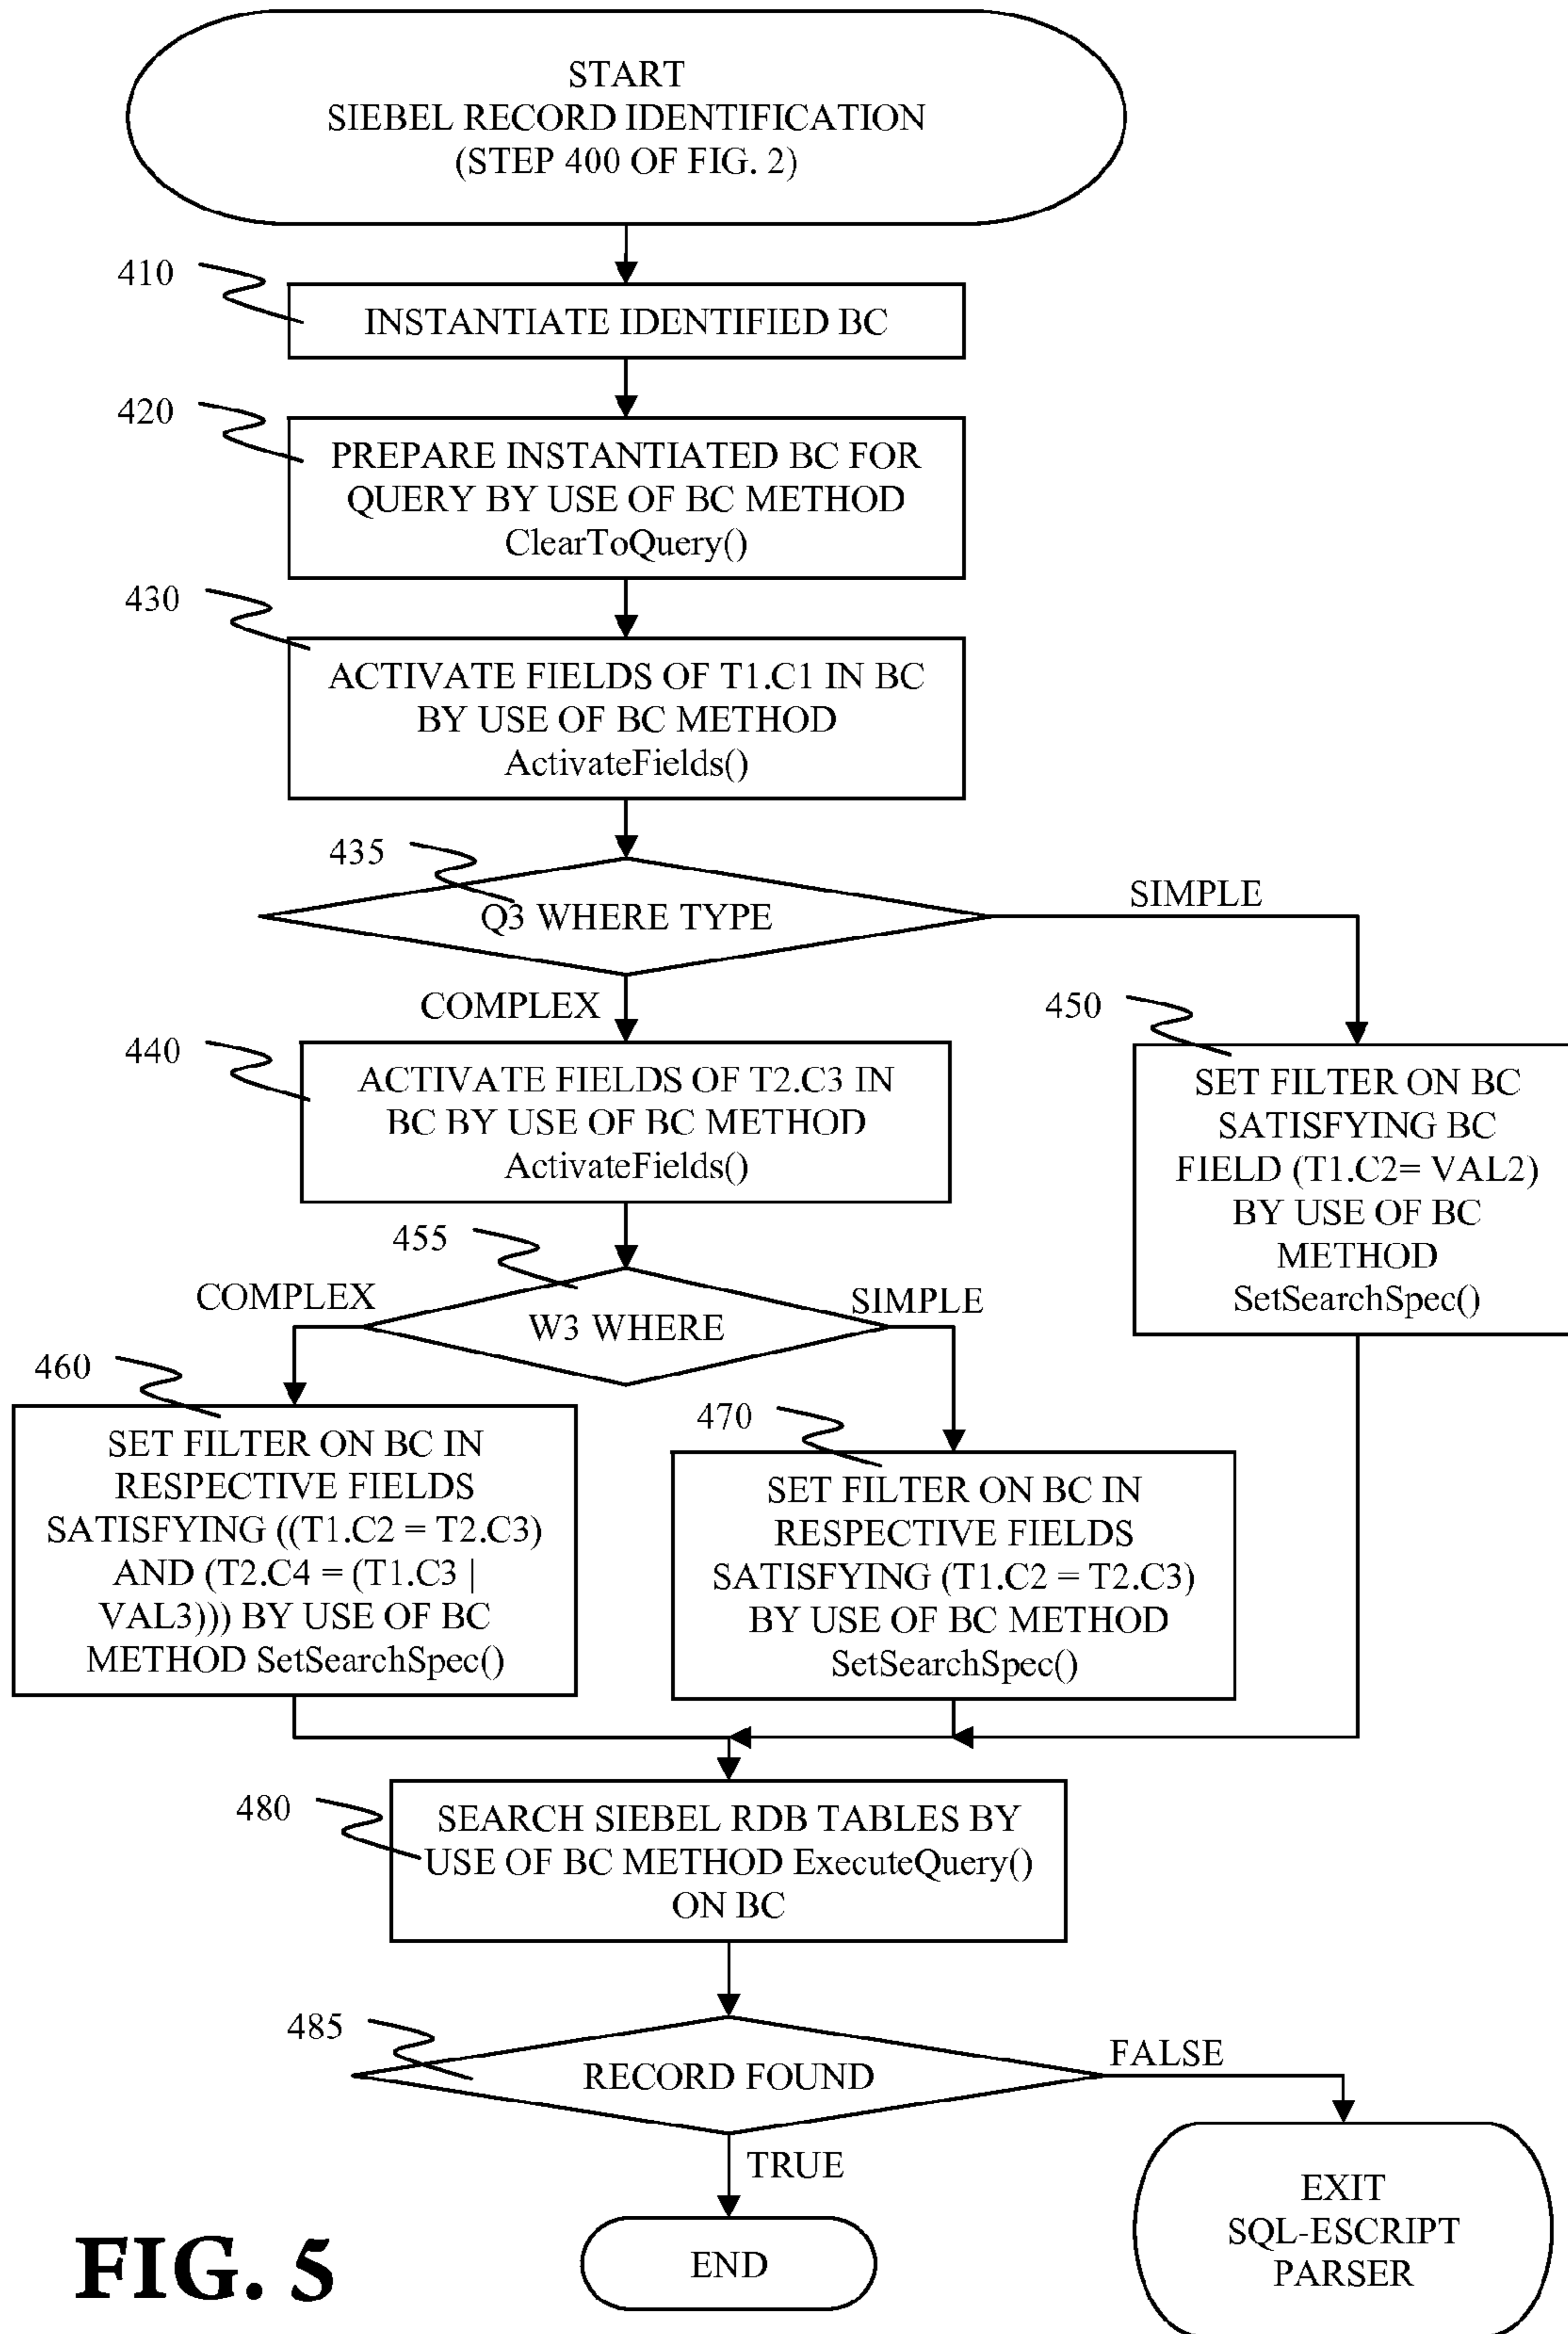 START
SIEBEL RECORD IDENTIFICATION
(STEP 400 OF FIG. 2)
410
INSTANTIATE IDENTIFIED BC
420
PREPARE INSTANTIATED BC FOR
QUERY BY USE OF BC METHOD
ClearToQuery()
430
ACTIVATE FIELDS OF T1.C1 IN BC
BY USE OF BC METHOD
ActivateFields()
435
Q3 WHERE TYPE
SIMPLE
COMPLEX
450
SET FILTER ON BC
SATISFYING BC
FIELD (T1.C2= VAL2)
BY USE OF BC
METHOD
SetSearchSpec()
440
ACTIVATE FIELDS OF T2.C3 IN
BC BY USE OF BC METHOD
ActivateFields()
455
COMPLEX
W3 WHERE
SIMPLE
460
SET FILTER ON BC IN
RESPECTIVE FIELDS
SATISFYING ((T1.C2 = T2.C3)
AND (T2.C4 = (T1.C3 |
VAL3))) BY USE OF BC
METHOD SetSearchSpec()
470
SET FILTER ON BC IN
RESPECTIVE FIELDS
SATISFYING (T1.C2 = T2.C3)
BY USE OF BC METHOD
SetSearchSpec()
480
SEARCH SIEBEL RDB TABLES BY
USE OF BC METHOD ExecuteQuery()
ON BC
485
RECORD FOUND
FALSE
TRUE
END
EXIT
SQL-ESCRIPT
PARSER
FIG. 5